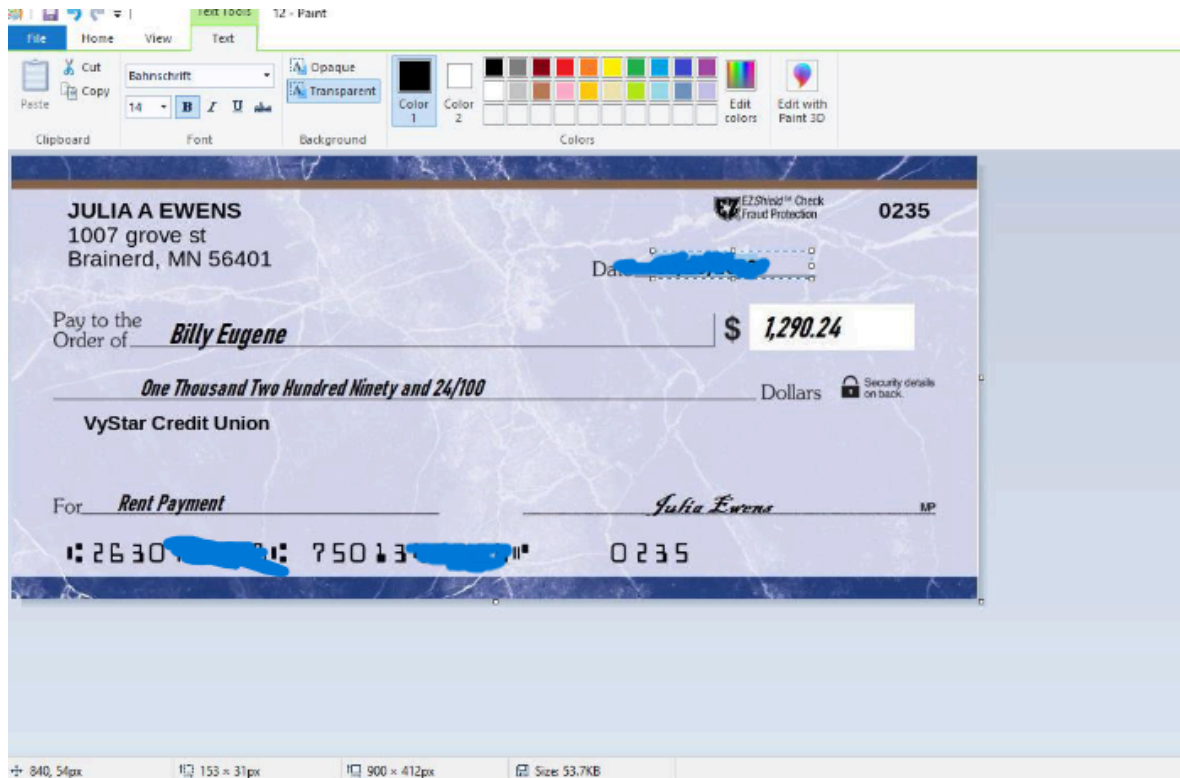 Text Tools 12 - Paint
File Home View Text
Paste Cut Copy
Bahnschrift
14 B I U abc
Opaque
Transparent
Color 1 Color 2
Edit colors
Edit with Paint 3D
Clipboard Font Background Colors
JULIA A EWENS
1007 grove st
Brainerd, MN 56401
EZShield™ Check
Fraud Protection
0235
Pay to the
Order of Billy Eugene $ 1,290.24
One Thousand Two Hundred Ninety and 24/100 Dollars
Security details
on back.
VyStar Credit Union
For Rent Payment Julia Ewens MP
0235
840, 54px 153 × 31px 900 × 412px Size: 53.7KB